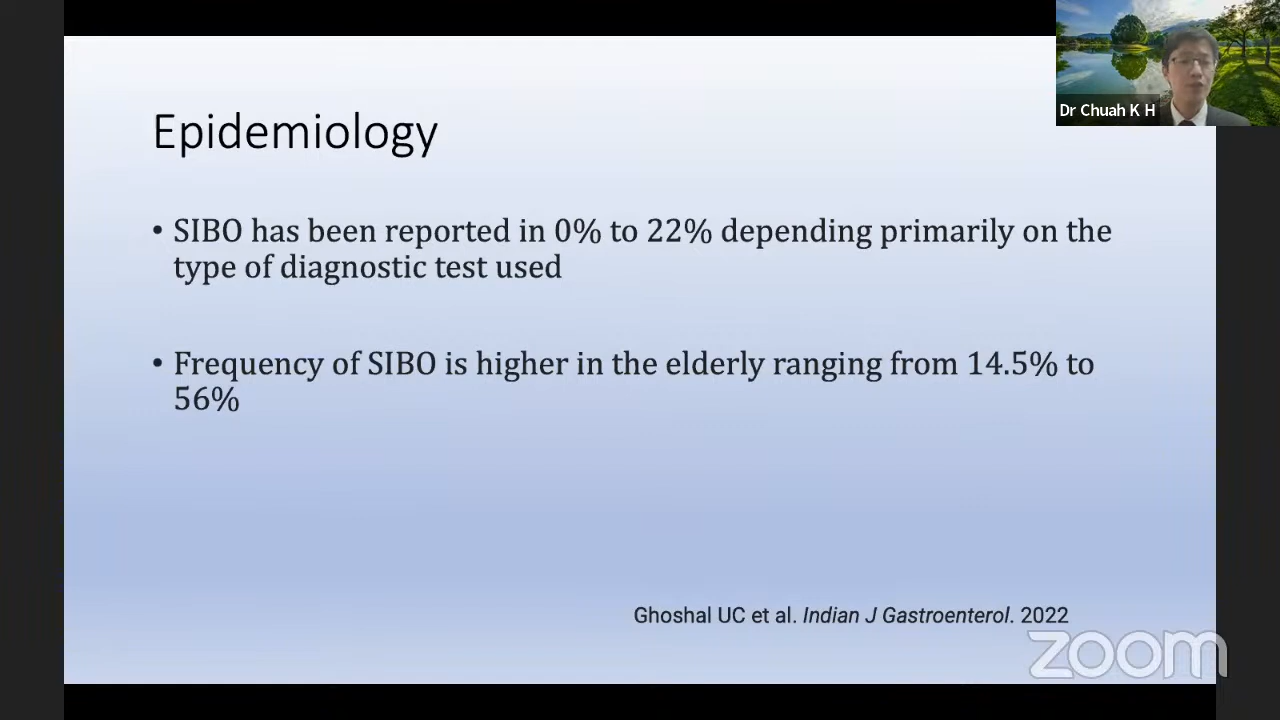 Dr Chuah K H
Epidemiology
• SIBO has been reported in 0% to 22% depending primarily on the
type of diagnostic test used
• Frequency of SIBO is higher in the elderly ranging from 14.5% to
56%
Ghoshal UC et al. Indian J Gastroenterol. 2022
zoom